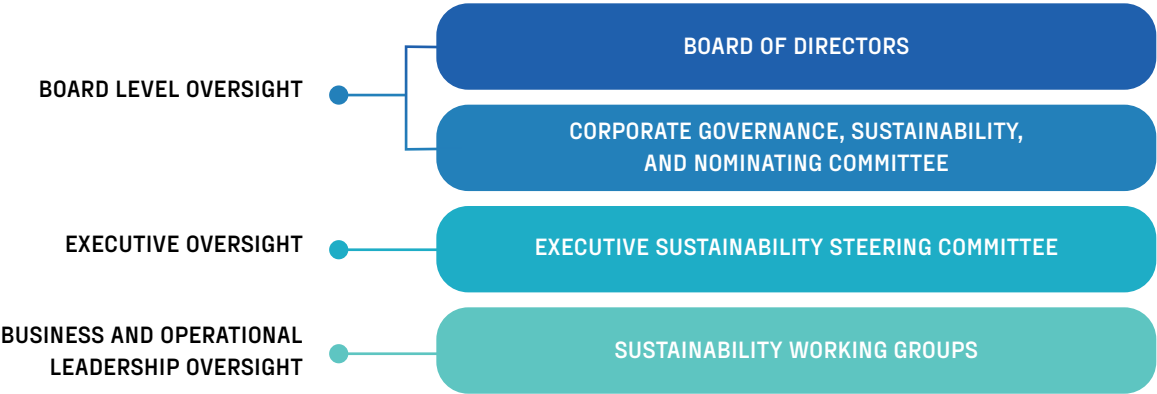 BOARD LEVEL OVERSIGHT
BOARD OF DIRECTORS
CORPORATE GOVERNANCE, SUSTAINABILITY,
AND NOMINATING COMMITTEE
EXECUTIVE OVERSIGHT
EXECUTIVE SUSTAINABILITY STEERING COMMITTEE
BUSINESS AND OPERATIONAL
LEADERSHIP OVERSIGHT
SUSTAINABILITY WORKING GROUPS